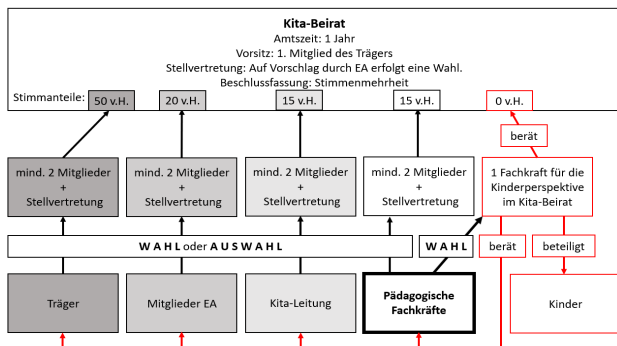 Kita-Beirat
Amtszeit: 1 Jahr
Vorsitz: 1. Mitglied des Trägers
Stellvertretung: Auf Vorschlag durch EA erfolgt eine Wahl.
Beschlussfassung: Stimmenmehrheit
Stimmanteile: 50 v.H. 20 v.H. 15 v.H. 15 v.H. 0 v.H.
berät
mind. 2 Mitglieder
+
Stellvertretung
mind. 2 Mitglieder
+
Stellvertretung
mind. 2 Mitglieder
+
Stellvertretung
mind. 2 Mitglieder
+
Stellvertretung
1 Fachkraft für die
Kinderperspektive
im Kita-Beirat
W A H L oder A U S W A H L
W A H L
berät
beteiligt
Träger
Mitglieder EA
Kita-Leitung
Pädagogische
Fachkräfte
Kinder